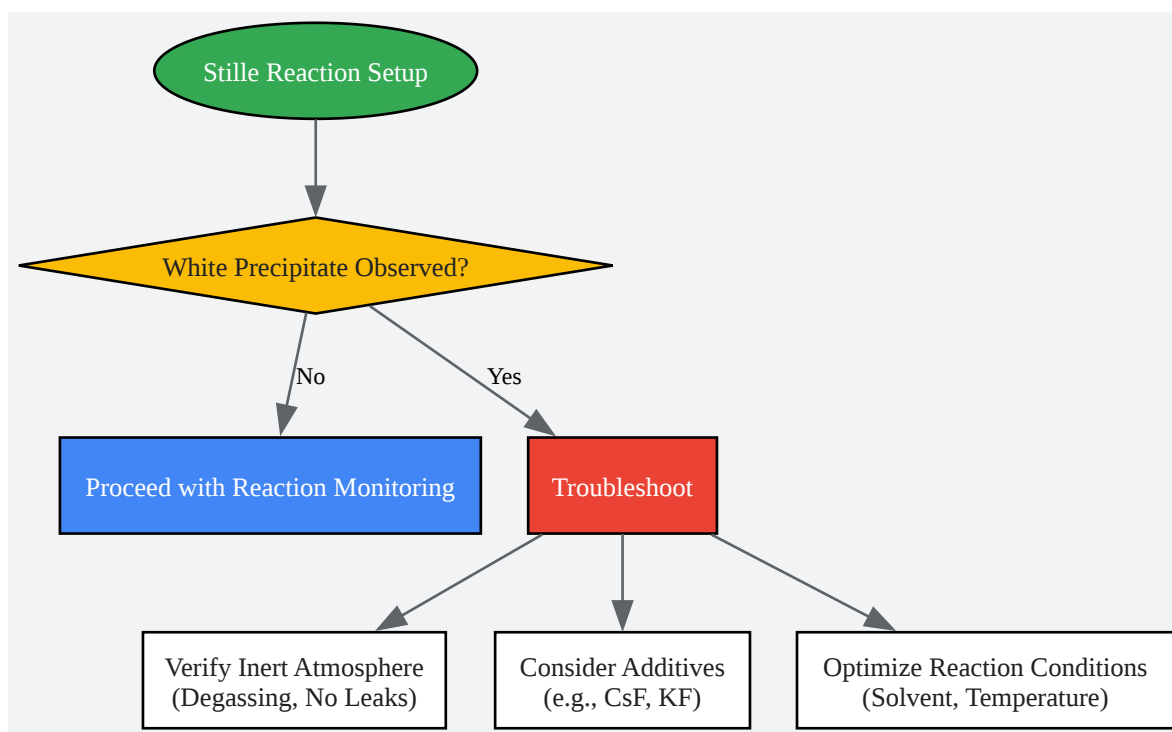 Stille Reaction Setup
White Precipitate Observed?
No
Yes
Proceed with Reaction Monitoring
Troubleshoot
Verify Inert Atmosphere
(Degassing, No Leaks)
Consider Additives
(e.g., CsF, KF)
Optimize Reaction Conditions
(Solvent, Temperature)